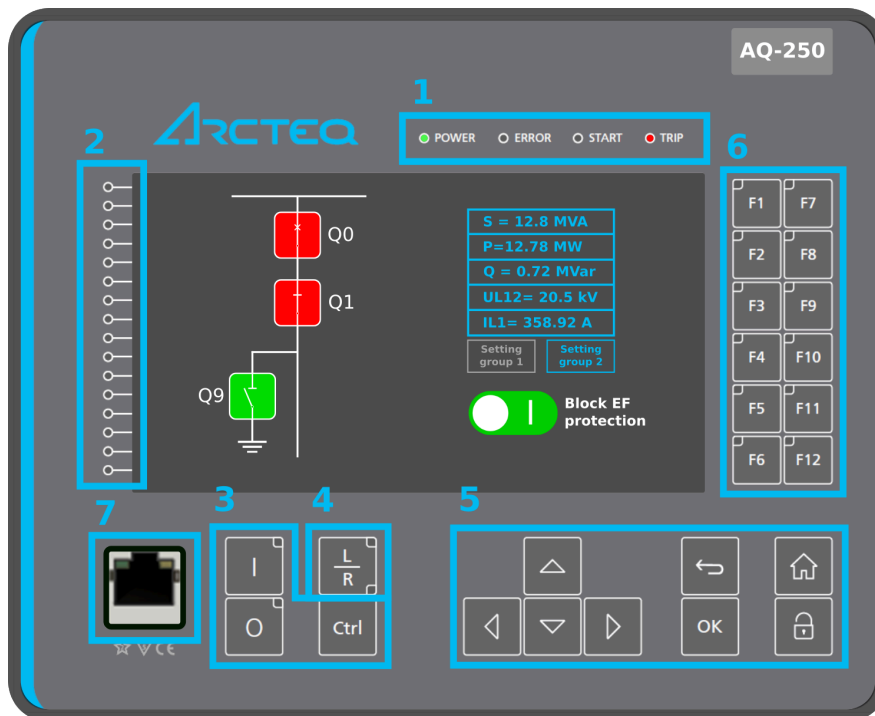 AQ-250
1
ARCTEQ
POWER ERROR START TRIP
2
6
Q0
Q1
Q9
S = 12.8 MVA
P=12.78 MW
Q = 0.72 MVar
UL12= 20.5 kV
IL1= 358.92 A
Setting
group 1
Setting
group 2
Block EF
protection
F1 F7
F2 F8
F3 F9
F4 F10
F5 F11
F6 F12
7
3
4
5
I
L
R
O
Ctrl
OK
CE